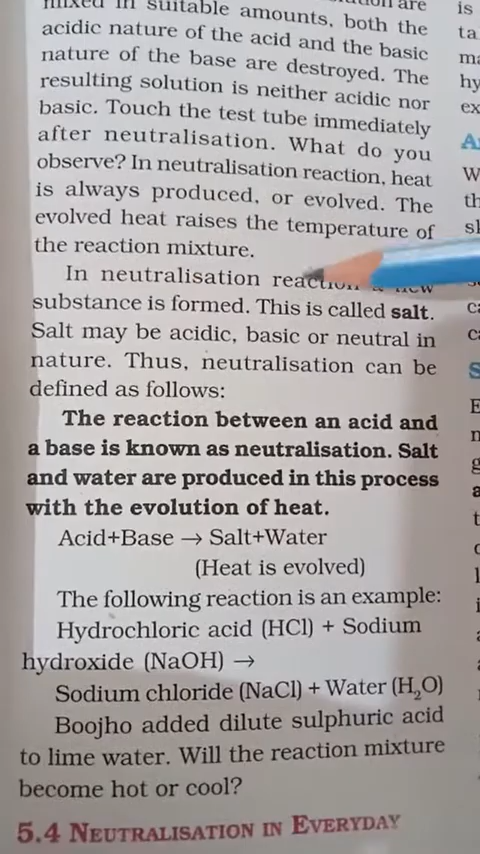 mixed in suitable amounts, both the
acidic nature of the acid and the basic
nature of the base are destroyed. The
resulting solution is neither acidic nor
basic. Touch the test tube immediately
after neutralisation. What do you
observe? In neutralisation reaction, heat
is always produced, or evolved. The
evolved heat raises the temperature of
the reaction mixture.
In neutralisation reaction a new
substance is formed. This is called salt.
Salt may be acidic, basic or neutral in
nature. Thus, neutralisation can be
defined as follows:
The reaction between an acid and
a base is known as neutralisation. Salt
and water are produced in this process
with the evolution of heat.
Acid+Base → Salt+Water
(Heat is evolved)
The following reaction is an example:
Hydrochloric acid (HCl) + Sodium
hydroxide (NaOH) →
Sodium chloride (NaCl) + Water (H₂O)
Boojho added dilute sulphuric acid
to lime water. Will the reaction mixture
become hot or cool?
5.4 NEUTRALISATION IN EVERYDAY